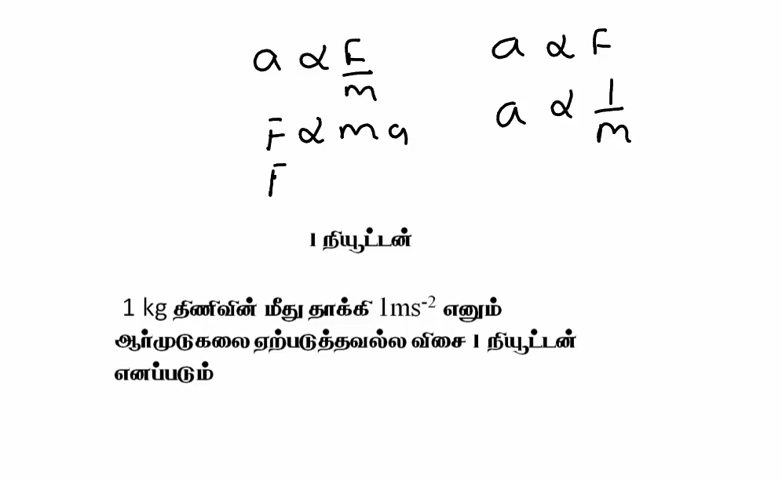 a ∝ F/m
a ∝ F
F ∝ ma
a ∝ 1/m
F
1 நியூட்டன்
1 kg திணிவின் மீது தாக்கி 1ms⁻² எனும்
ஆர்முடுகலை ஏற்படுத்தவல்ல விசை 1 நியூட்டன்
எனப்படும்